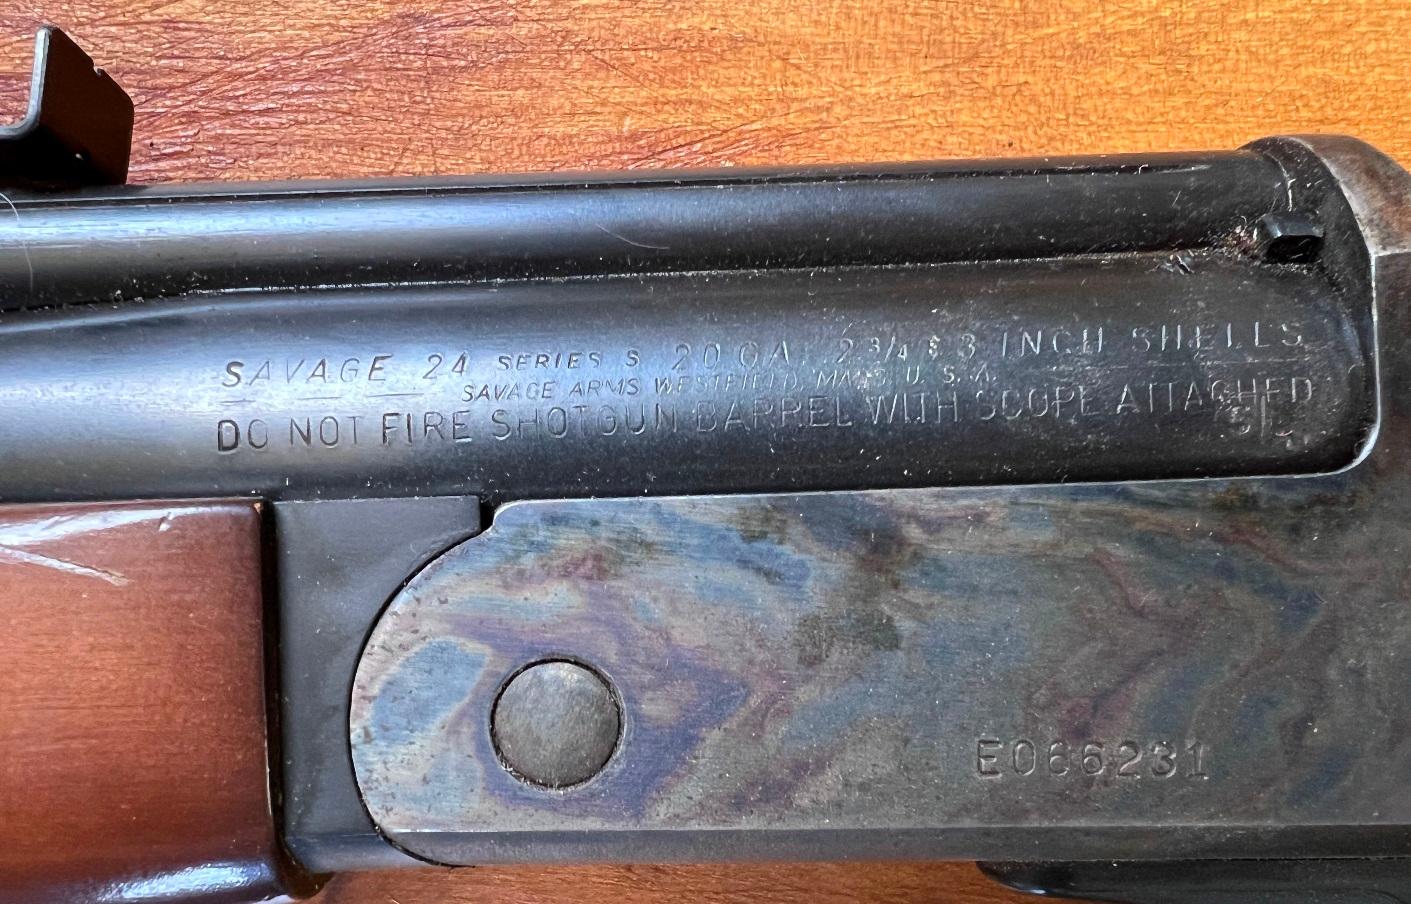 SAVAGE 24 SERIES S 20 GA. 2 3/4 & 3 INCH SHELLS
SAVAGE ARMS WESTFIELD, MASS. U. S. A.
DO NOT FIRE SHOTGUN BARREL WITH SCOPE ATTACHED
E066231